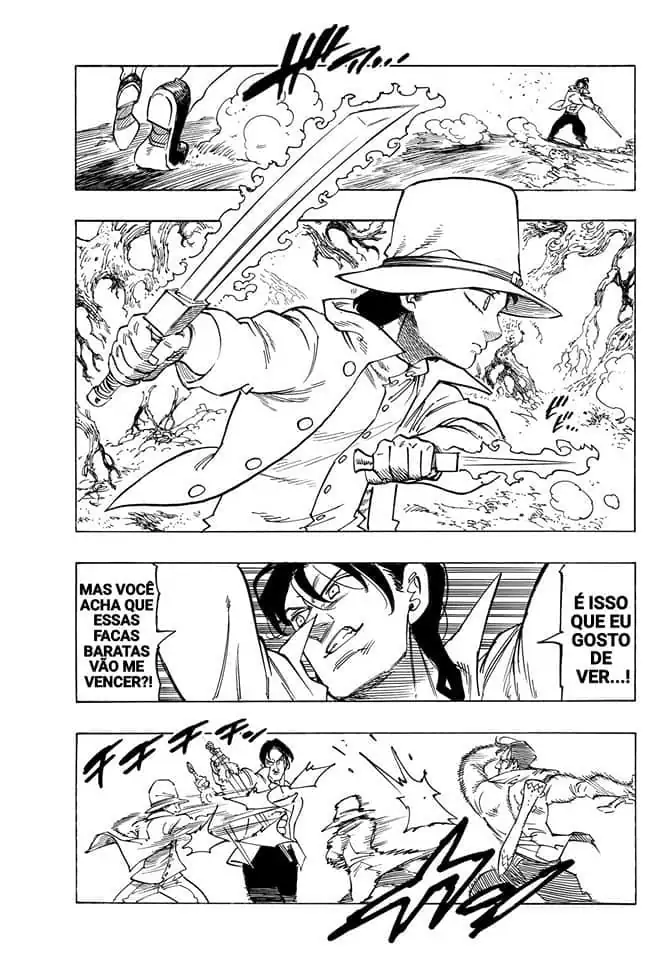 É ISSO
QUE EU
GOSTO
DE
VER...!
MAS VOCÊ
ACHA QUE
ESSAS
FACAS
BARATAS
VÃO ME
VENCER?!